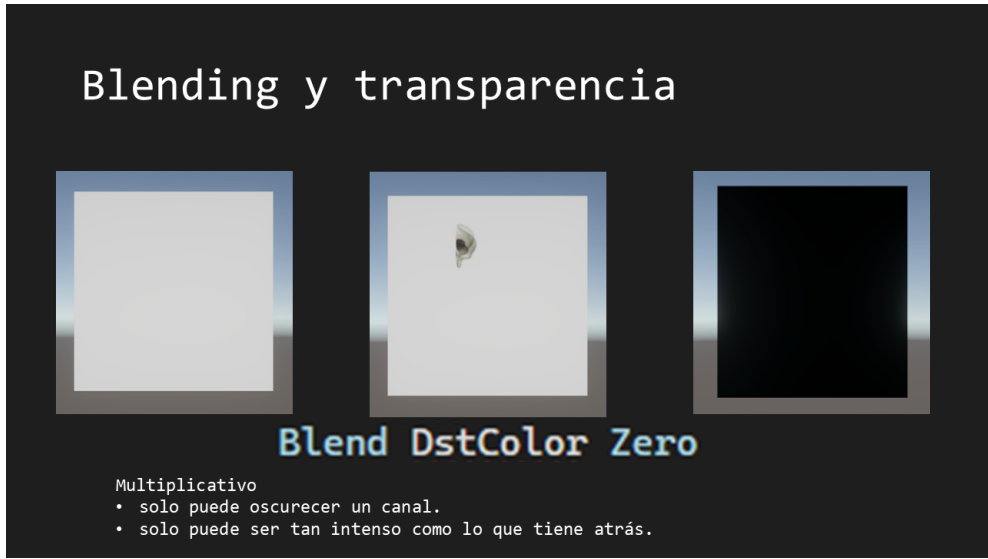 Blending y transparencia
Blend DstColor Zero
Multiplicativo
• solo puede oscurecer un canal.
• solo puede ser tan intenso como lo que tiene atrás.